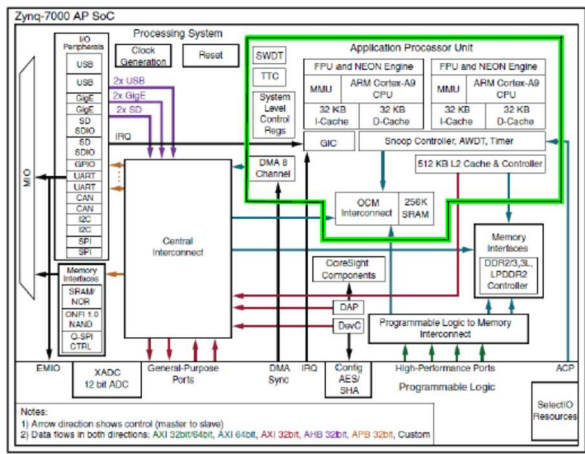 Zynq-7000 AP SoC
I/O
Peripherals
USB
USB
GigE
GigE
SD
SDIO
SD
SDIO
GPIO
UART
UART
CAN
CAN
I2C
I2C
SPI
SPI
MIO
Memory
Interfaces
SRAM/
NOR
ONFI 1.0
NAND
Q-SPI
CTRL
Processing System
Clock
Generation
Reset
2x USB
2x GigE
2x SD
IRQ
Central
Interconnect
SWDT
TTC
System
Level
Control
Regs
DMA 8
Channel
Application Processor Unit
FPU and NEON Engine
MMU
ARM Cortex-A9
CPU
32 KB
I-Cache
32 KB
D-Cache
FPU and NEON Engine
MMU
ARM Cortex-A9
CPU
32 KB
I-Cache
32 KB
D-Cache
GIC
Snoop Controller, AWDT, Timer
512 KB L2 Cache & Controller
OCM
Interconnect
256K
SRAM
Memory
Interfaces
DDR2/3,3L,
LPDDR2
Controller
CoreSight
Components
DAP
DevC
Programmable Logic to Memory
Interconnect
EMIO
XADC
12 bit ADC
General-Purpose
Ports
DMA
Sync
IRQ
Config
AES/
SHA
High-Performance Ports
Programmable Logic
ACP
SelectIO
Resources
Notes:
1) Arrow direction shows control (master to slave)
2) Data flows in both directions: AXI 32bit/64bit, AXI 64bit, AXI 32bit, AHB 32bit, APB 32bit, Custom